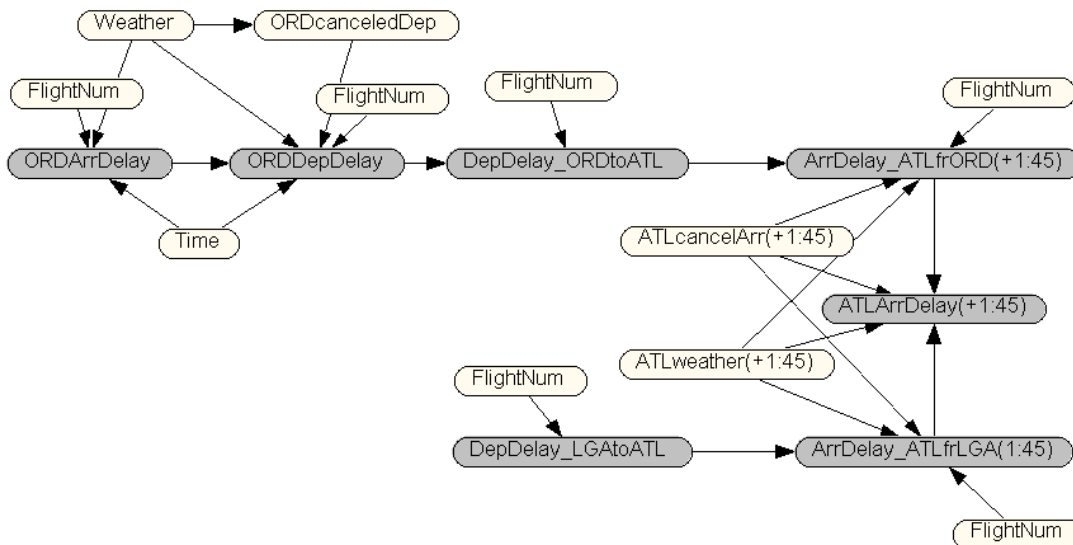 Weather
ORDcanceledDep
FlightNum
FlightNum
FlightNum
FlightNum
ORDArrDelay
ORDDepDelay
DepDelay_ORDtoATL
ArrDelay_ATLfrORD(+1:45)
Time
ATLcancelArr(+1:45)
ATLArrDelay(+1:45)
ATLweather(+1:45)
FlightNum
DepDelay_LGAtoATL
ArrDelay_ATLfrLGA(1:45)
FlightNum